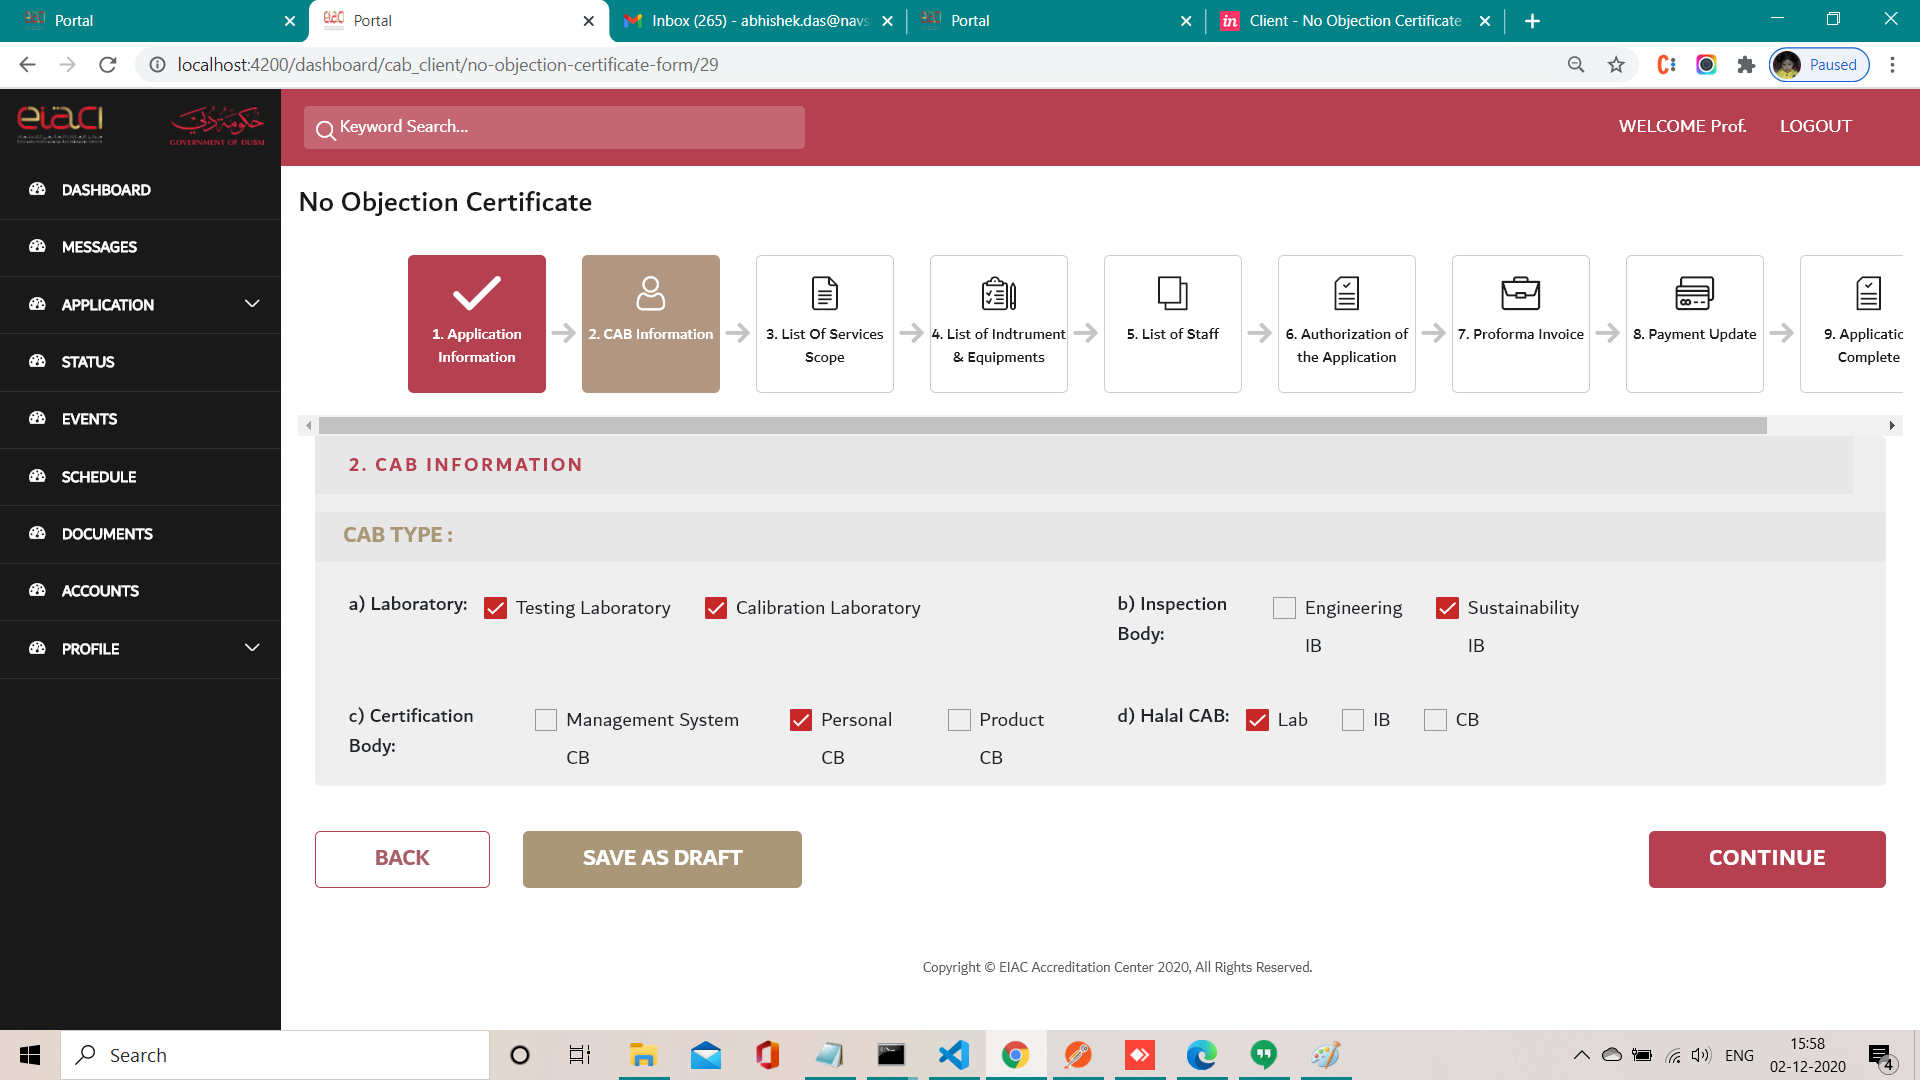 Portal
Portal
Inbox (265) - abhishek.das@navs
Portal
Client - No Objection Certificate
localhost:4200/dashboard/cab_client/no-objection-certificate-form/29
Paused
eiaci
حكومة دبي
GOVERNMENT OF DUBAI
Keyword Search...
WELCOME Prof.
LOGOUT
DASHBOARD
MESSAGES
APPLICATION
STATUS
EVENTS
SCHEDULE
DOCUMENTS
ACCOUNTS
PROFILE
No Objection Certificate
1. Application
Information
2. CAB Information
3. List Of Services
Scope
4. List of Indtrument
& Equipments
5. List of Staff
6. Authorization of
the Application
7. Proforma Invoice
8. Payment Update
9. Applicatic
Complete
2. CAB INFORMATION
CAB TYPE :
a) Laboratory:
Testing Laboratory
Calibration Laboratory
b) Inspection
Body:
Engineering
IB
Sustainability
IB
c) Certification
Body:
Management System
CB
Personal
CB
Product
CB
d) Halal CAB:
Lab
IB
CB
BACK
SAVE AS DRAFT
CONTINUE
Copyright © EIAC Accreditation Center 2020, All Rights Reserved.
Search
ENG
15:58
02-12-2020
4